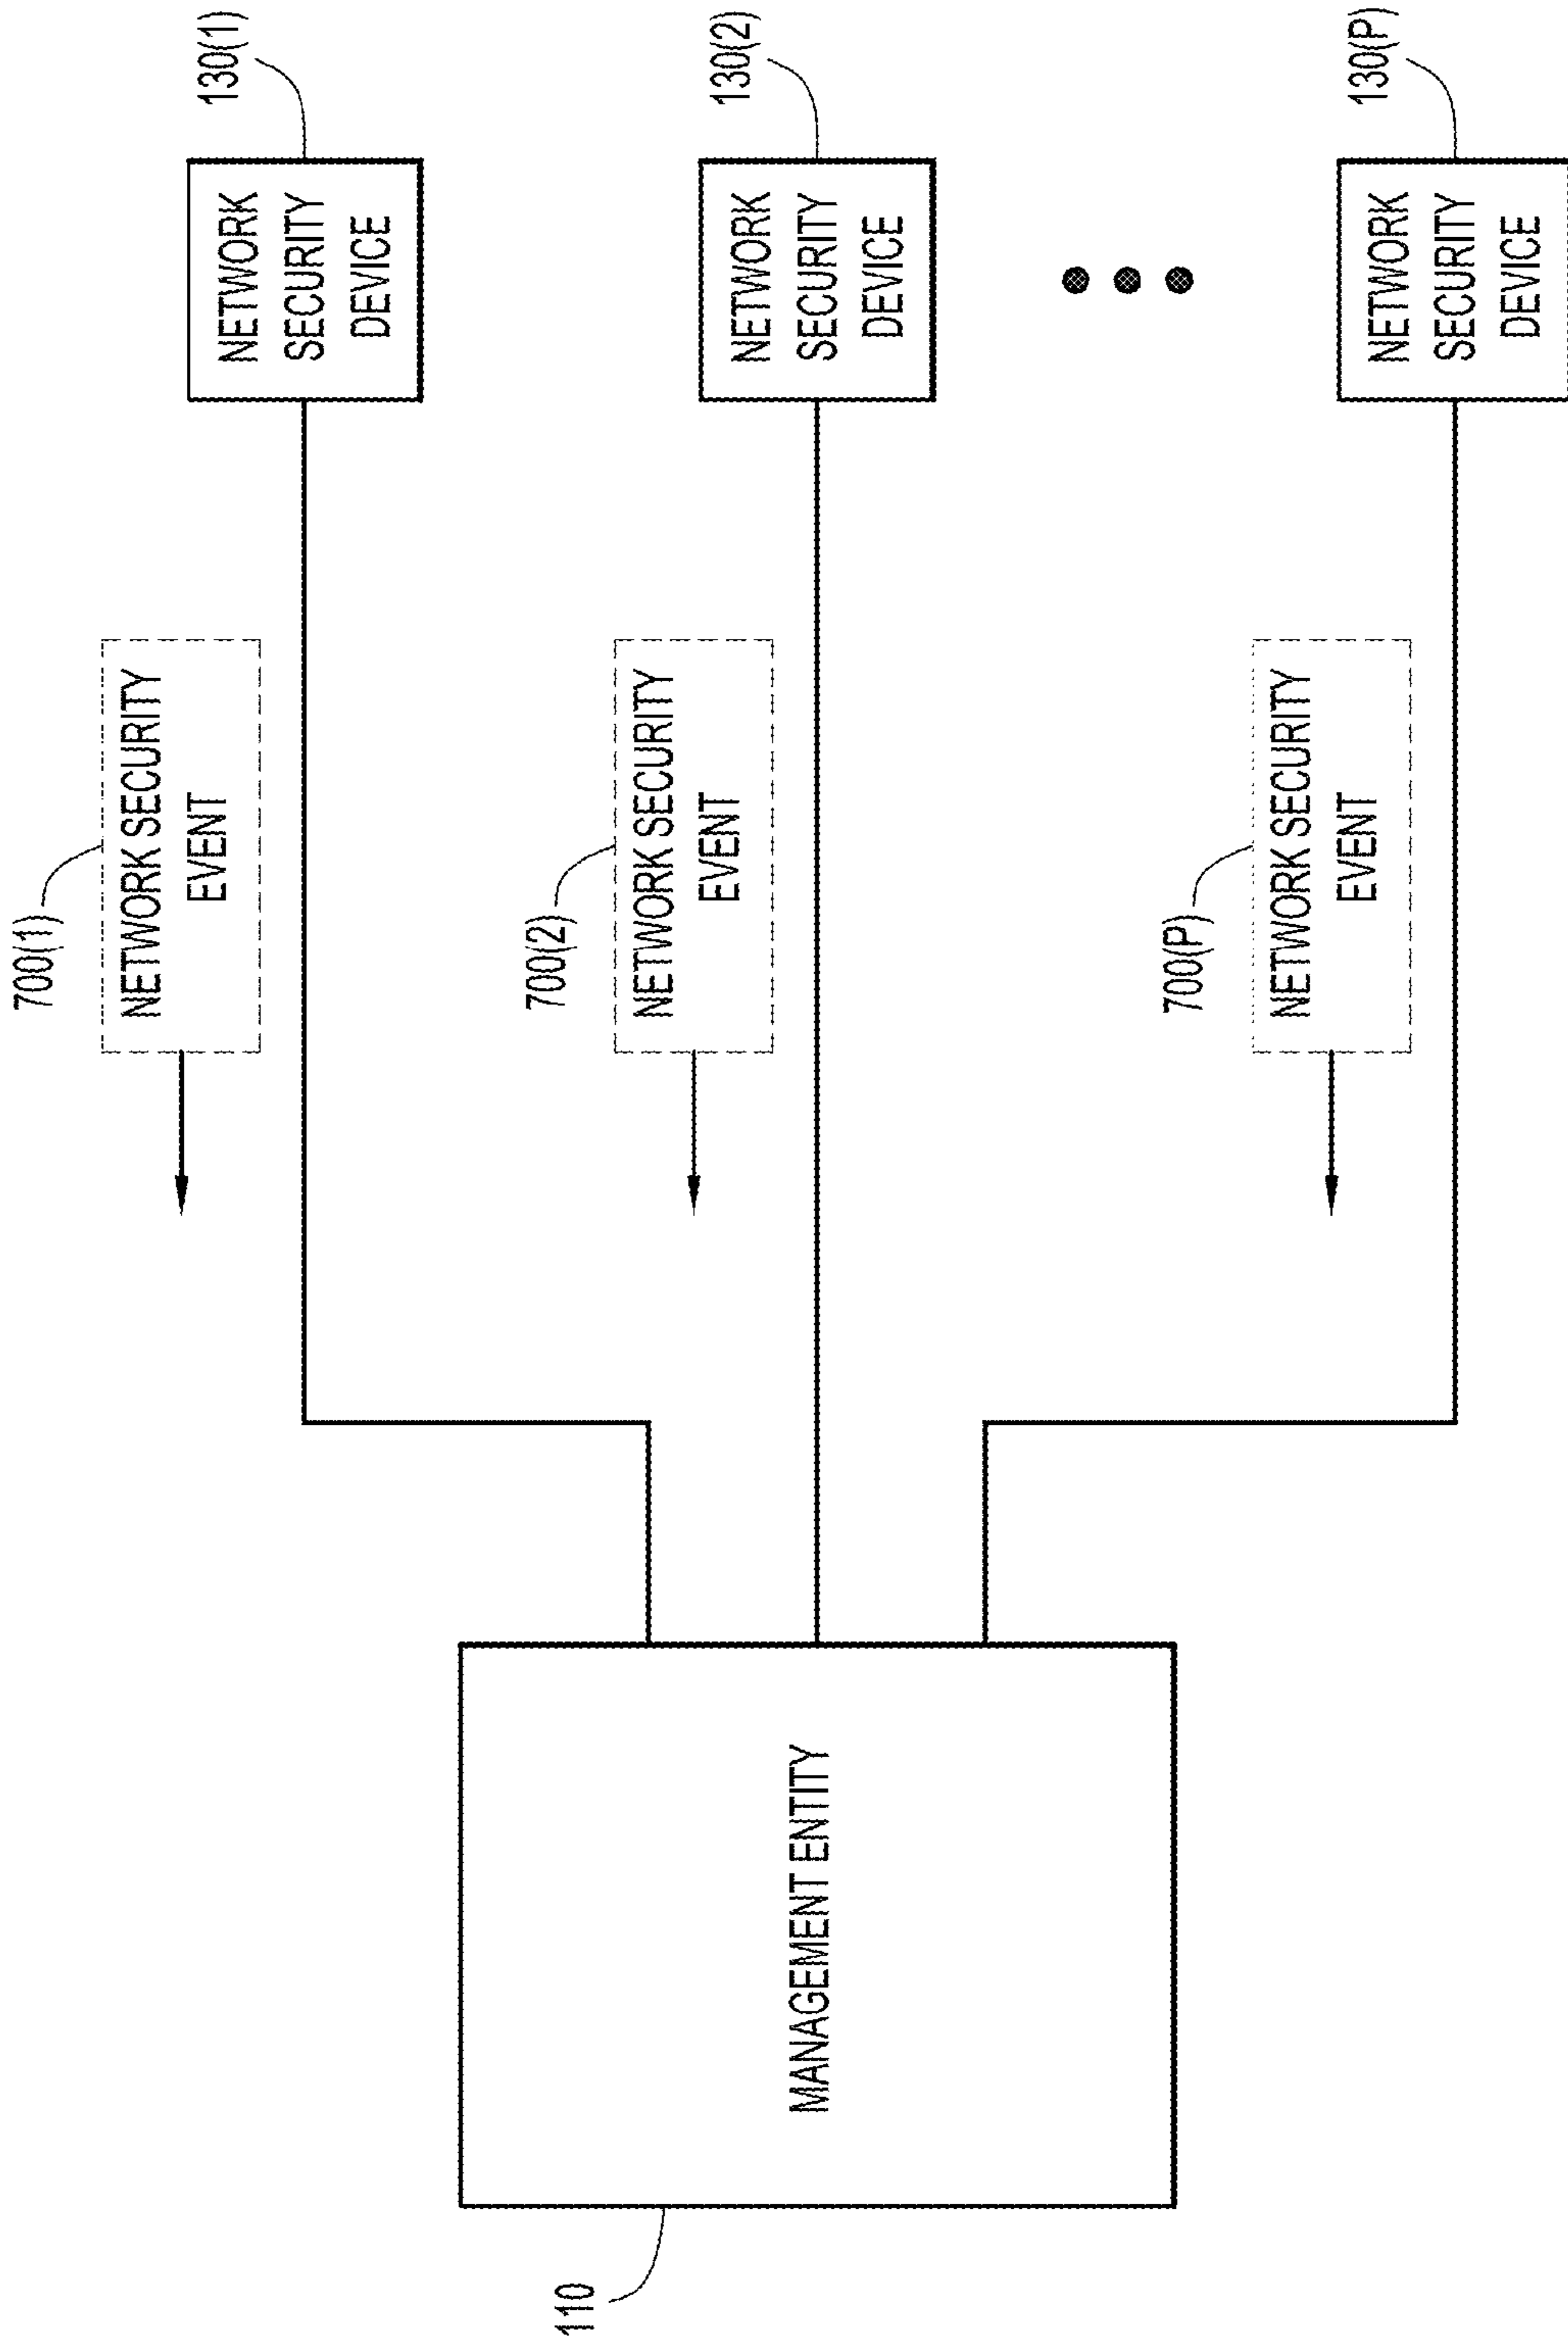 700(1)
NETWORK SECURITY
EVENT
130(1)
NETWORK
SECURITY
DEVICE
110
MANAGEMENT ENTITY
700(2)
NETWORK SECURITY
EVENT
130(2)
NETWORK
SECURITY
DEVICE
700(P)
NETWORK SECURITY
EVENT
130(P)
NETWORK
SECURITY
DEVICE